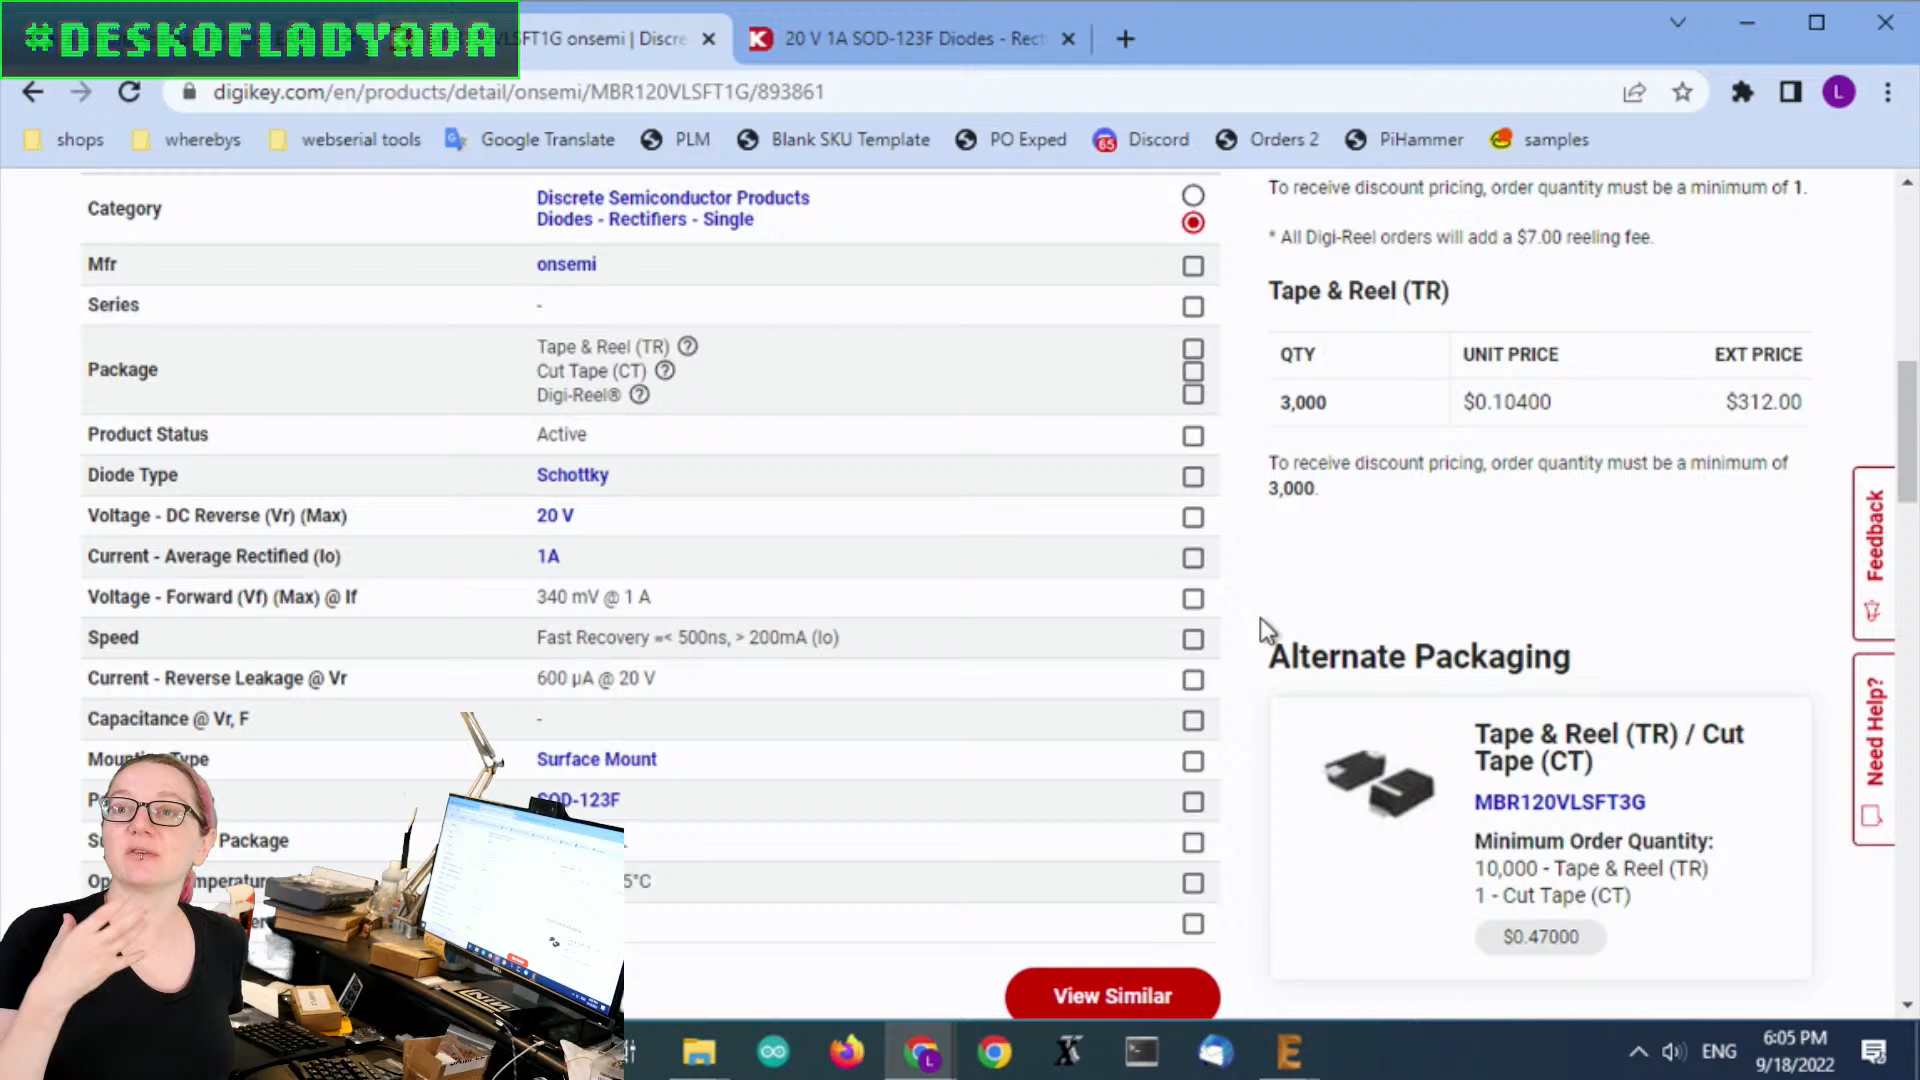 #DESKOFLADYADA
VLSFT1G onsemi | Discre
20 V 1A SOD-123F Diodes - Rect
digikey.com/en/products/detail/onsemi/MBR120VLSFT1G/893861
L
shops
wherebys
webserial tools
Google Translate
PLM
Blank SKU Template
PO Exped
65
Discord
Orders 2
PiHammer
samples
Category
Discrete Semiconductor Products
Diodes - Rectifiers - Single
Mfr
onsemi
Series
-
Package
Tape & Reel (TR)
Cut Tape (CT)
Digi-Reel®
Product Status
Active
Diode Type
Schottky
Voltage - DC Reverse (Vr) (Max)
20 V
Current - Average Rectified (Io)
1A
Voltage - Forward (Vf) (Max) @ If
340 mV @ 1 A
Speed
Fast Recovery =< 500ns, > 200mA (Io)
Current - Reverse Leakage @ Vr
600 µA @ 20 V
Capacitance @ Vr, F
-
Surface Mount
SOD-123F
Package
5°C
View Similar
To receive discount pricing, order quantity must be a minimum of 1.
* All Digi-Reel orders will add a $7.00 reeling fee.
Tape & Reel (TR)
QTY UNIT PRICE EXT PRICE
3,000 $0.10400 $312.00
To receive discount pricing, order quantity must be a minimum of
3,000.
Alternate Packaging
Tape & Reel (TR) / Cut
Tape (CT)
MBR120VLSFT3G
Minimum Order Quantity:
10,000 - Tape & Reel (TR)
1 - Cut Tape (CT)
$0.47000
Feedback
Need Help?
ENG
6:05 PM
9/18/2022